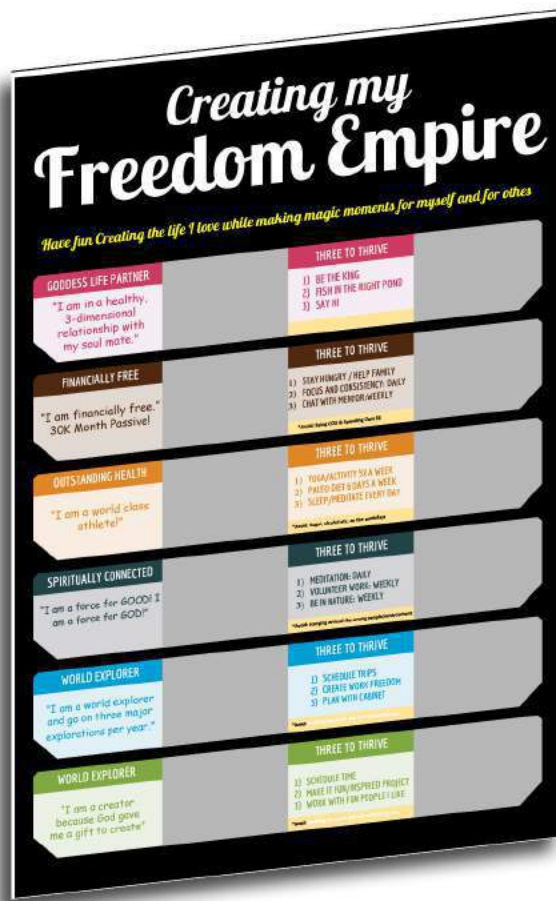 Creating my
Freedom Empire
Have fun Creating the life I love while making magic moments for myself and for othes
GODDESS LIFE PARTNER
"I am in a healthy,
3-dimensional
relationship with
my soul mate."
THREE TO THRIVE
1) BE THE KING
2) FISH IN THE RIGHT POND
3) SAY HI
FINANCIALLY FREE
"I am financially free."
30K Month Passive!
THREE TO THRIVE
1) STAY HUNGRY / HELP FAMILY
2) FOCUS AND CONSISTENCY: DAILY
3) CHAT WITH MENTOR:WEEKLY
*Avoid: Being
OUTSTANDING HEALTH
"I am a world class
athlete!"
THREE TO THRIVE
1) YOGA/ACTIVITY 5X A WEEK
2) PALEO DIET 6 DAYS A WEEK
3) SLEEP/MEDITATE EVERY DAY
*Avoid:
SPIRITUALLY CONNECTED
"I am a force for GOOD! I
am a force for GOD!"
THREE TO THRIVE
1) MEDITATION: DAILY
2) VOLUNTEER WORK: WEEKLY
3) BE IN NATURE: WEEKLY
*Avoid
WORLD EXPLORER
"I am a world explorer
and go on three major
explorations per year."
THREE TO THRIVE
1) SCHEDULE TRIPS
2) CREATE WORK FREEDOM
3) PLAN WITH CABINET
*Avoid
WORLD EXPLORER
"I am a creator
because God gave
me a gift to create"
THREE TO THRIVE
1) SCHEDULE TIME
2) MAKE IT FUN/INSPIRED PROJECT
3) WORK WITH FUN PEOPLE I LIKE
*Avoid